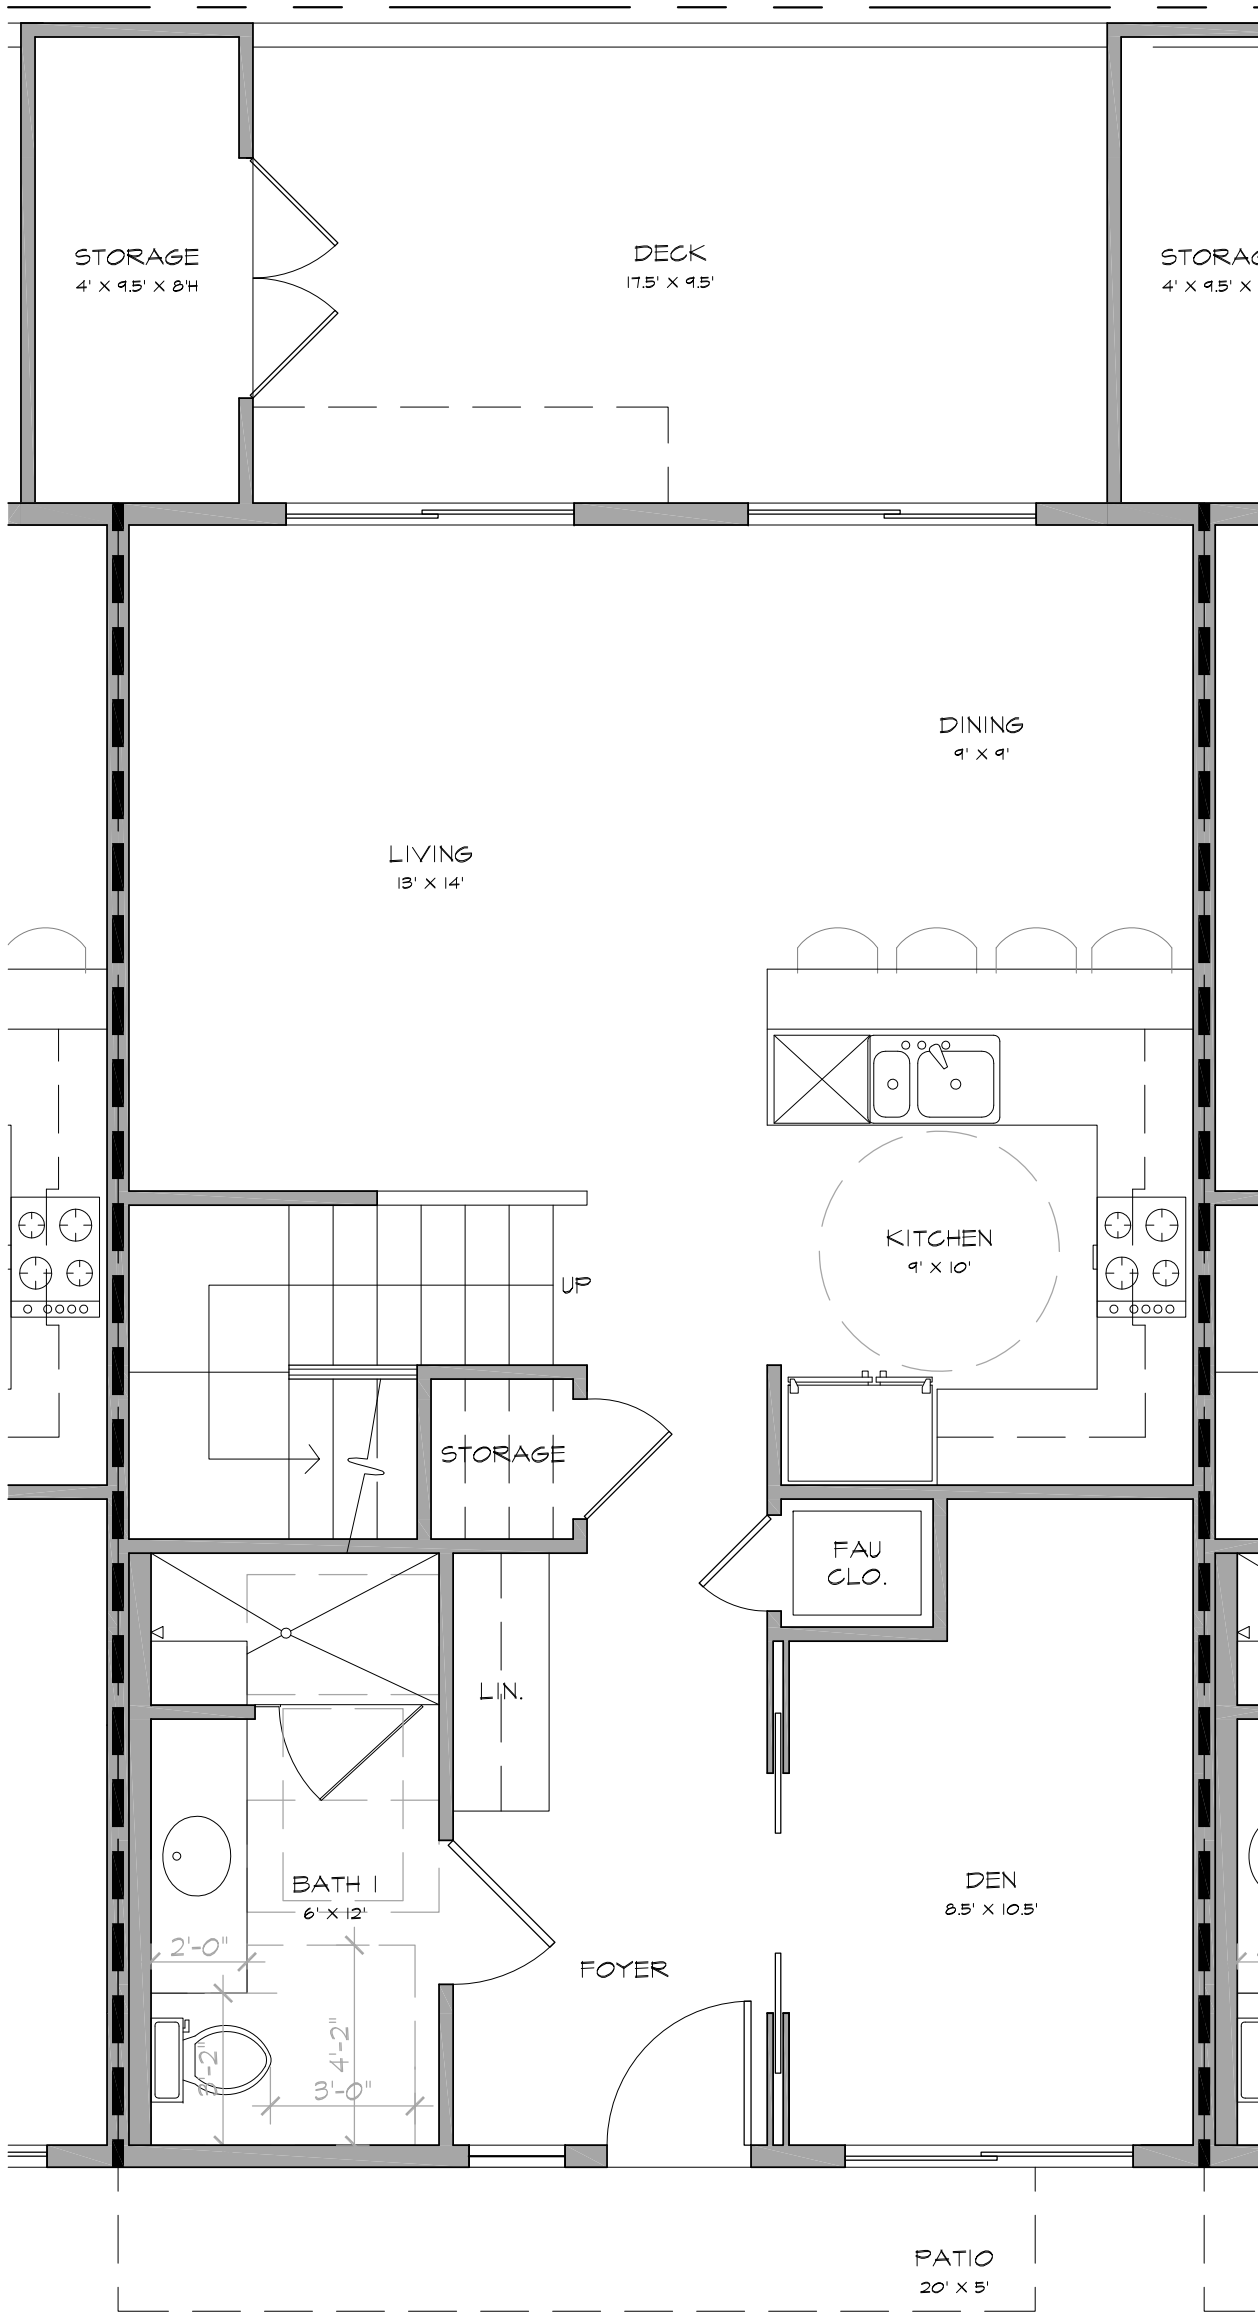 STORAGE
4' X 9.5' X 8'H
DECK
17.5' X 9.5'
STORAG
4' X 9.5' X
DINING
9' X 9'
LIVING
13' X 14'
KITCHEN
9' X 10'
UP
STORAGE
FAU
CLO.
LIN.
BATH 1
6' X 12'
DEN
8.5' X 10.5'
2'-0"
FOYER
4'-2"
3'-0"
PATIO
20' X 5'